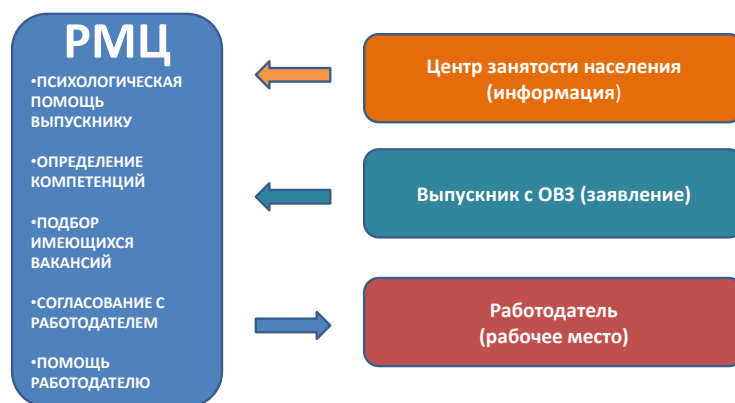 РМЦ
•ПСИХОЛОГИЧЕСКАЯ
ПОМОЩЬ
ВЫПУСКНИКУ
•ОПРЕДЕЛЕНИЕ
КОМПЕТЕНЦИЙ
•ПОДБОР
ИМЕЮЩИХСЯ
ВАКАНСИЙ
•СОГЛАСОВАНИЕ С
РАБОТОДАТЕЛЕМ
•ПОМОЩЬ
РАБОТОДАТЕЛЮ
Центр занятости населения
(информация)
Выпускник с ОВЗ (заявление)
Работодатель
(рабочее место)